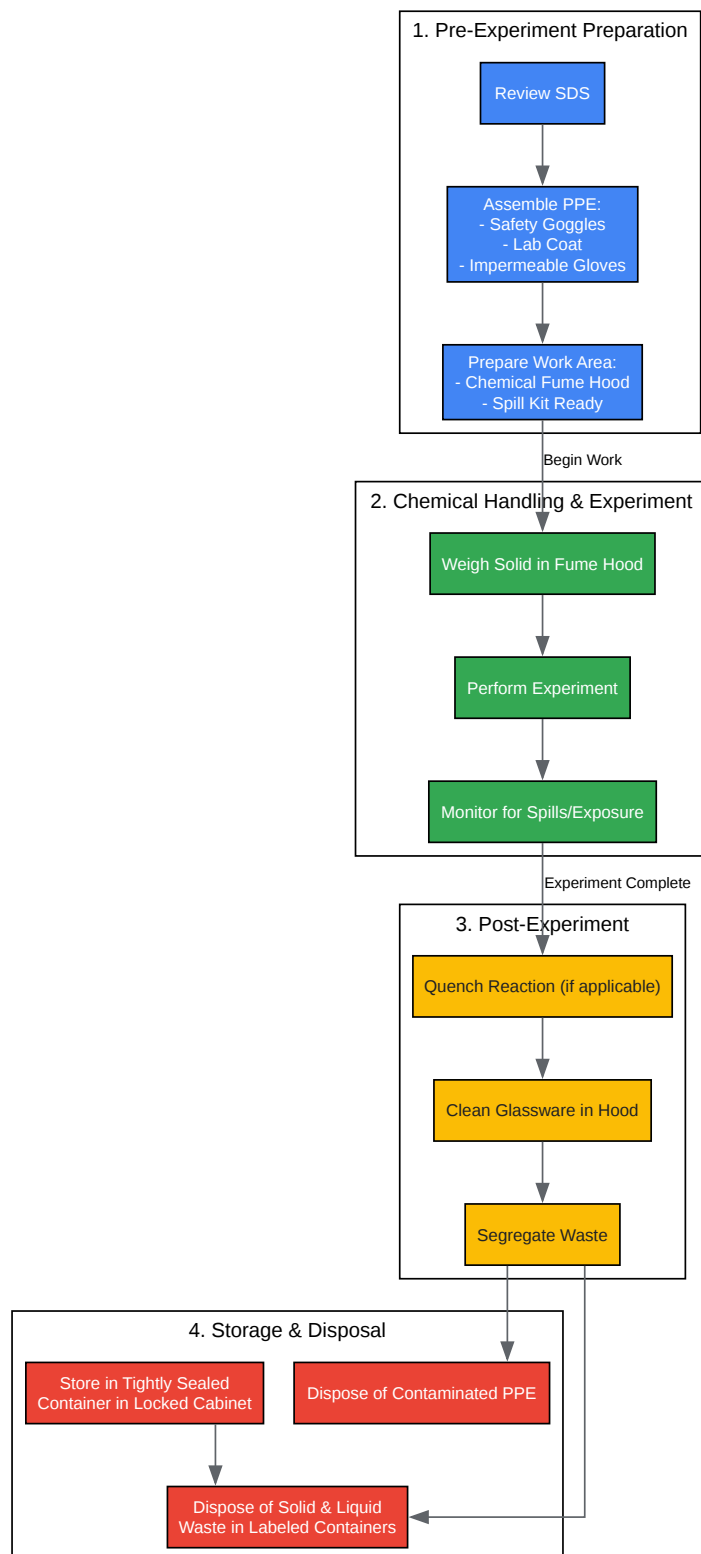 1. Pre-Experiment Preparation
Review SDS
Assemble PPE:
- Safety Goggles
- Lab Coat
- Impermeable Gloves
Prepare Work Area:
- Chemical Fume Hood
- Spill Kit Ready
Begin Work
2. Chemical Handling & Experiment
Weigh Solid in Fume Hood
Perform Experiment
Monitor for Spills/Exposure
Experiment Complete
3. Post-Experiment
Quench Reaction (if applicable)
Clean Glassware in Hood
Segregate Waste
4. Storage & Disposal
Store in Tightly Sealed
Container in Locked Cabinet
Dispose of Contaminated PPE
Dispose of Solid & Liquid
Waste in Labeled Containers